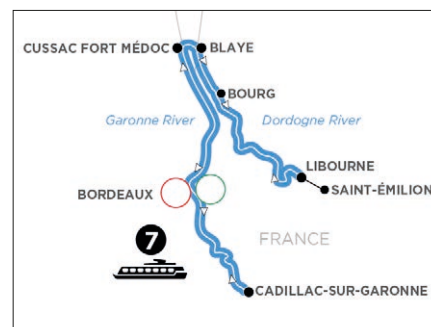 CUSSAC FORT MÉDOC
BLAYE
BOURG
Garonne River
Dordogne River
LIBOURNE
SAINT-ÉMILION
BORDEAUX
7
FRANCE
CADILLAC-SUR-GARONNE